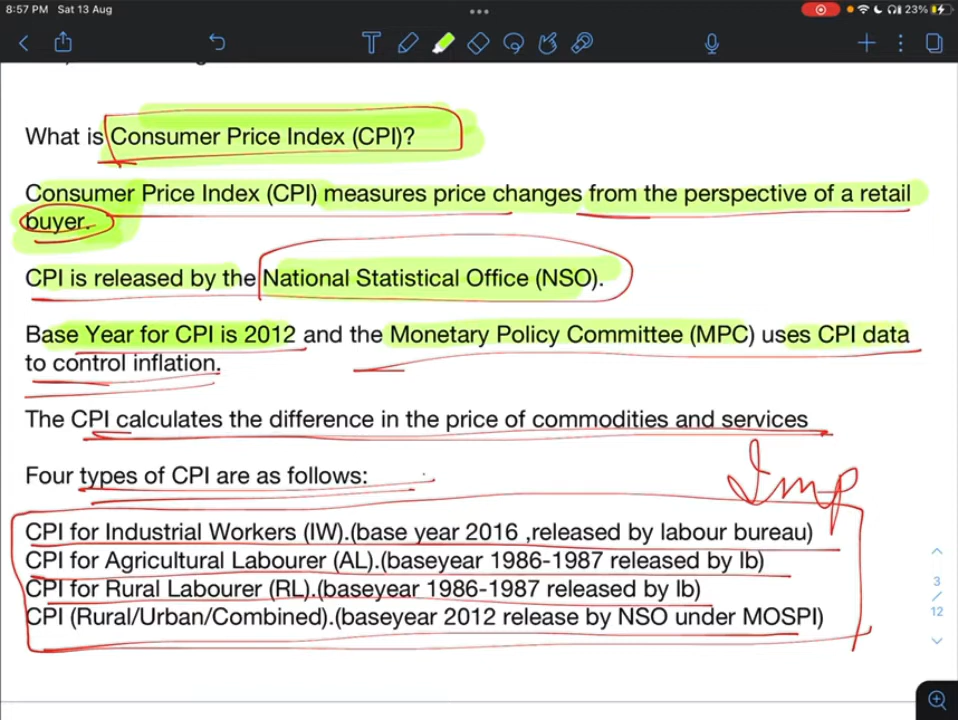 8:57 PM Sat 13 Aug
23%
What is Consumer Price Index (CPI)?
Consumer Price Index (CPI) measures price changes from the perspective of a retail
buyer.
CPI is released by the National Statistical Office (NSO).
Base Year for CPI is 2012 and the Monetary Policy Committee (MPC) uses CPI data
to control inflation.
The CPI calculates the difference in the price of commodities and services
Four types of CPI are as follows:
Imp
CPI for Industrial Workers (IW).(base year 2016 ,released by labour bureau)
CPI for Agricultural Labourer (AL).(baseyear 1986-1987 released by lb)
CPI for Rural Labourer (RL).(baseyear 1986-1987 released by lb)
CPI (Rural/Urban/Combined).(baseyear 2012 release by NSO under MOSPI)
3
/
12